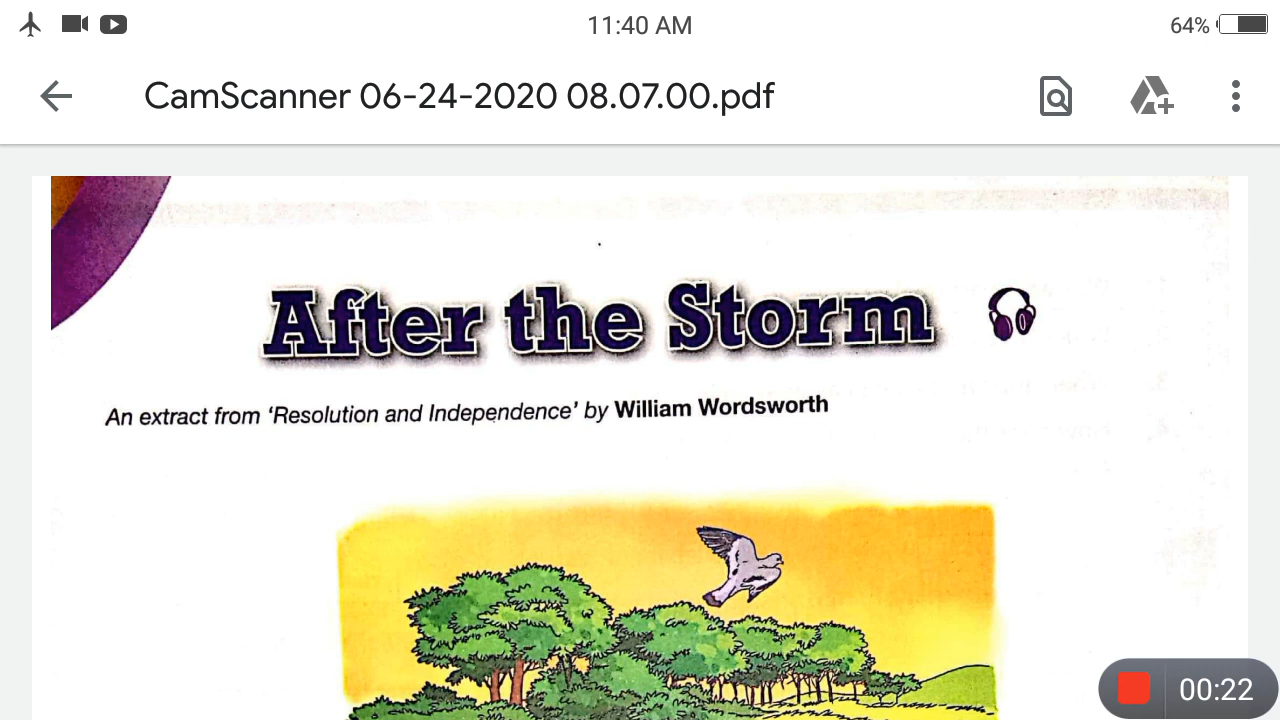 11:40 AM
64%
CamScanner 06-24-2020 08.07.00.pdf
After the Storm
An extract from ‘Resolution and Independence’ by William Wordsworth
00:22